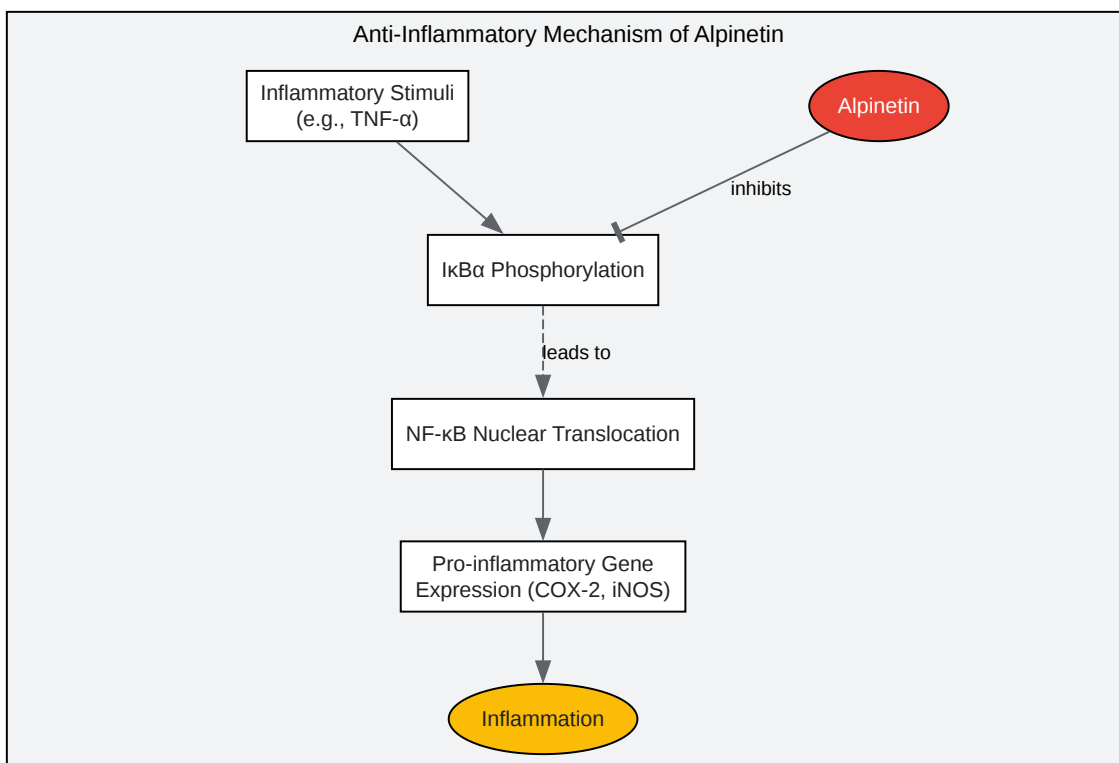 Anti-Inflammatory Mechanism of Alpinetin
Inflammatory Stimuli
(e.g., TNF-α)
Alpinetin
inhibits
IκBα Phosphorylation
leads to
NF-κB Nuclear Translocation
Pro-inflammatory Gene
Expression (COX-2, iNOS)
Inflammation